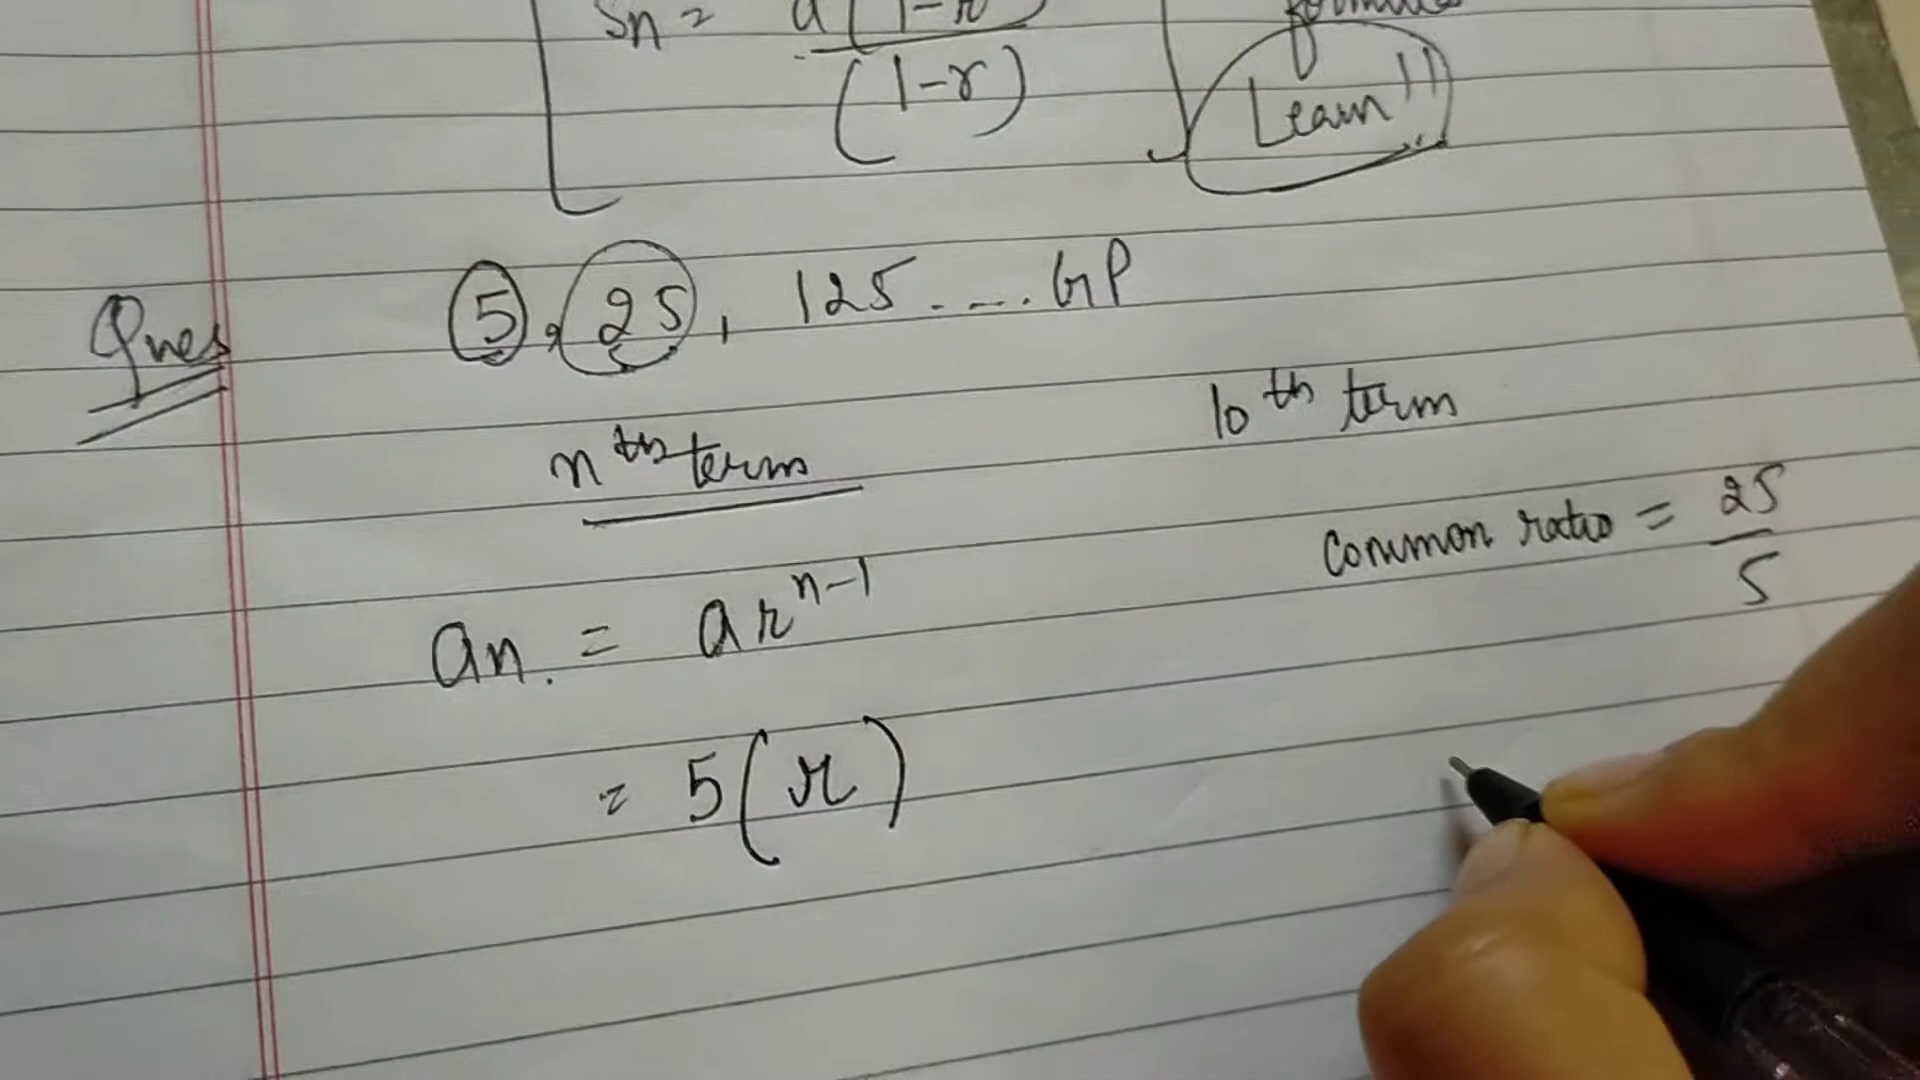 Sn = a(1-r
(1-r)
formulas
Learn!!
Ques 5, 25, 125 .... GP
nth term
10th term
Common ratio = 25/5
an. = ar^n-1
= 5(r)